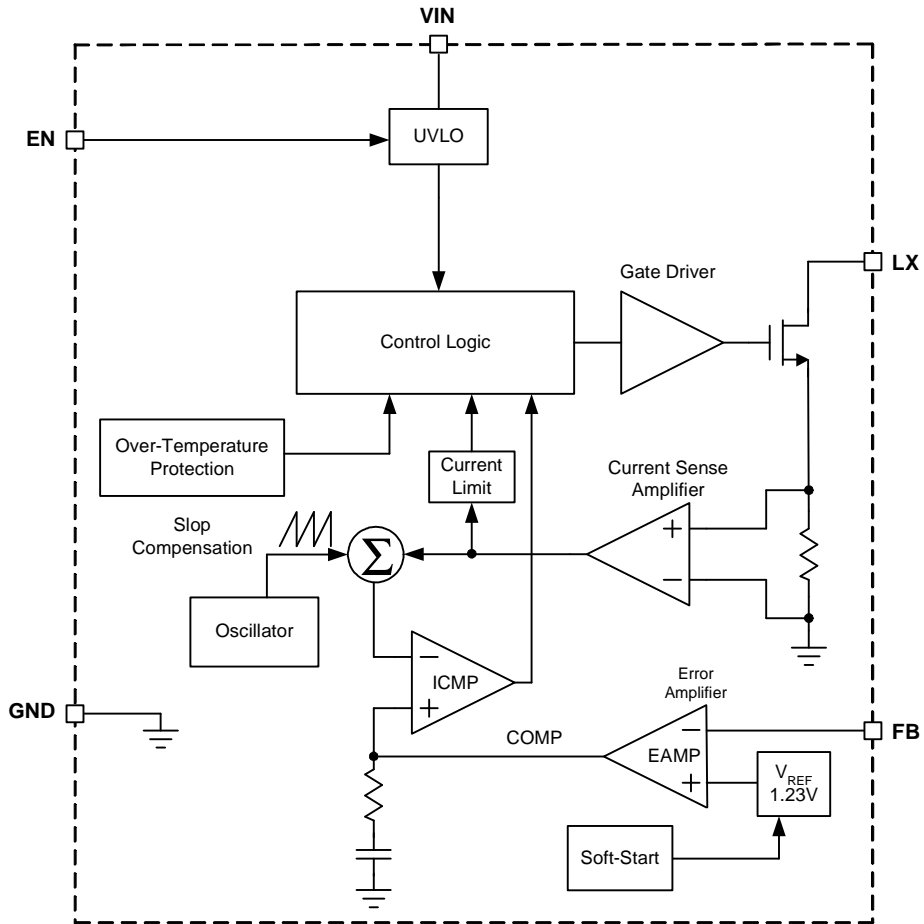 VIN
EN
UVLO
LX
Gate Driver
Control Logic
Over-Temperature
Protection
Current
Limit
Current Sense
Amplifier
+
−
Slop
Compensation
Σ
Oscillator
−
ICMP
+
GND
Error
Amplifier
COMP
−
EAMP
+
FB
VREF
1.23V
Soft-Start